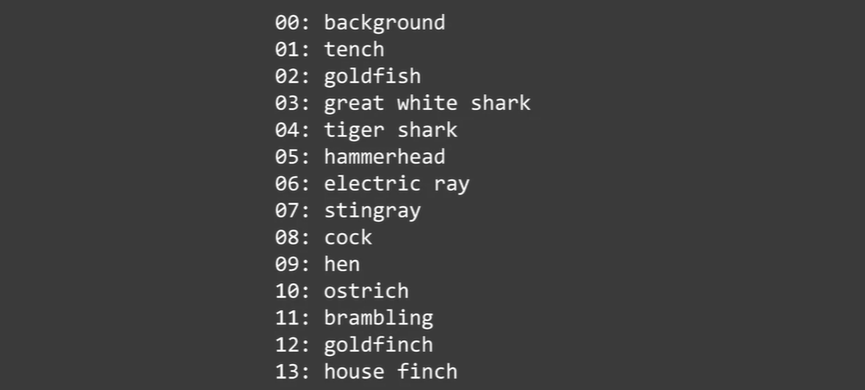 00: background
01: tench
02: goldfish
03: great white shark
04: tiger shark
05: hammerhead
06: electric ray
07: stingray
08: cock
09: hen
10: ostrich
11: brambling
12: goldfinch
13: house finch